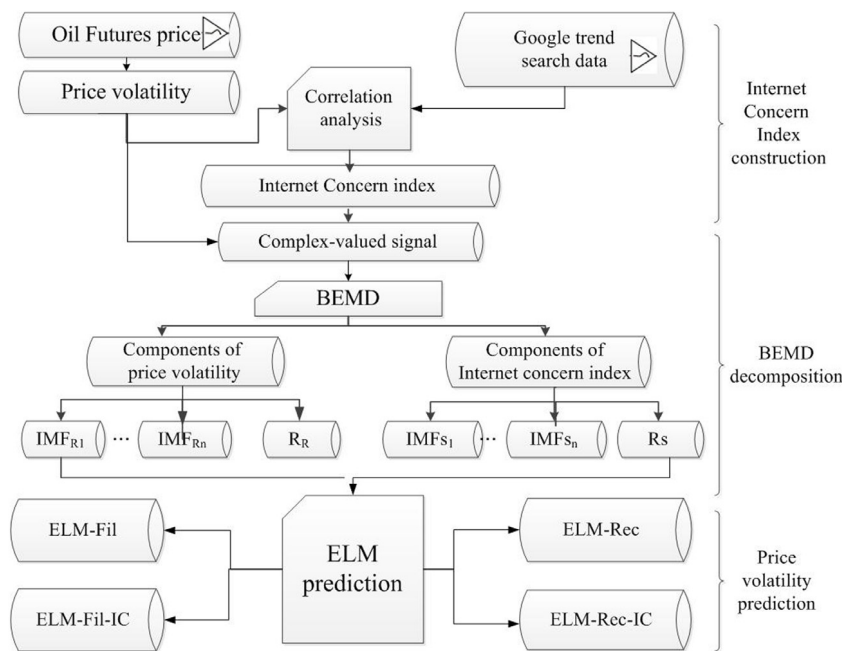 Oil Futures price
Google trend
search data
Price volatility
Correlation
analysis
Internet
Concern
Index
construction
Internet Concern index
Complex-valued signal
BEMD
Components of
price volatility
Components of
Internet concern index
BEMD
decomposition
IMFR1 ... IMFRn RR IMFS1 ... IMFSn Rs
ELM-Fil
ELM-Rec
ELM
prediction
Price
volatility
prediction
ELM-Fil-IC
ELM-Rec-IC